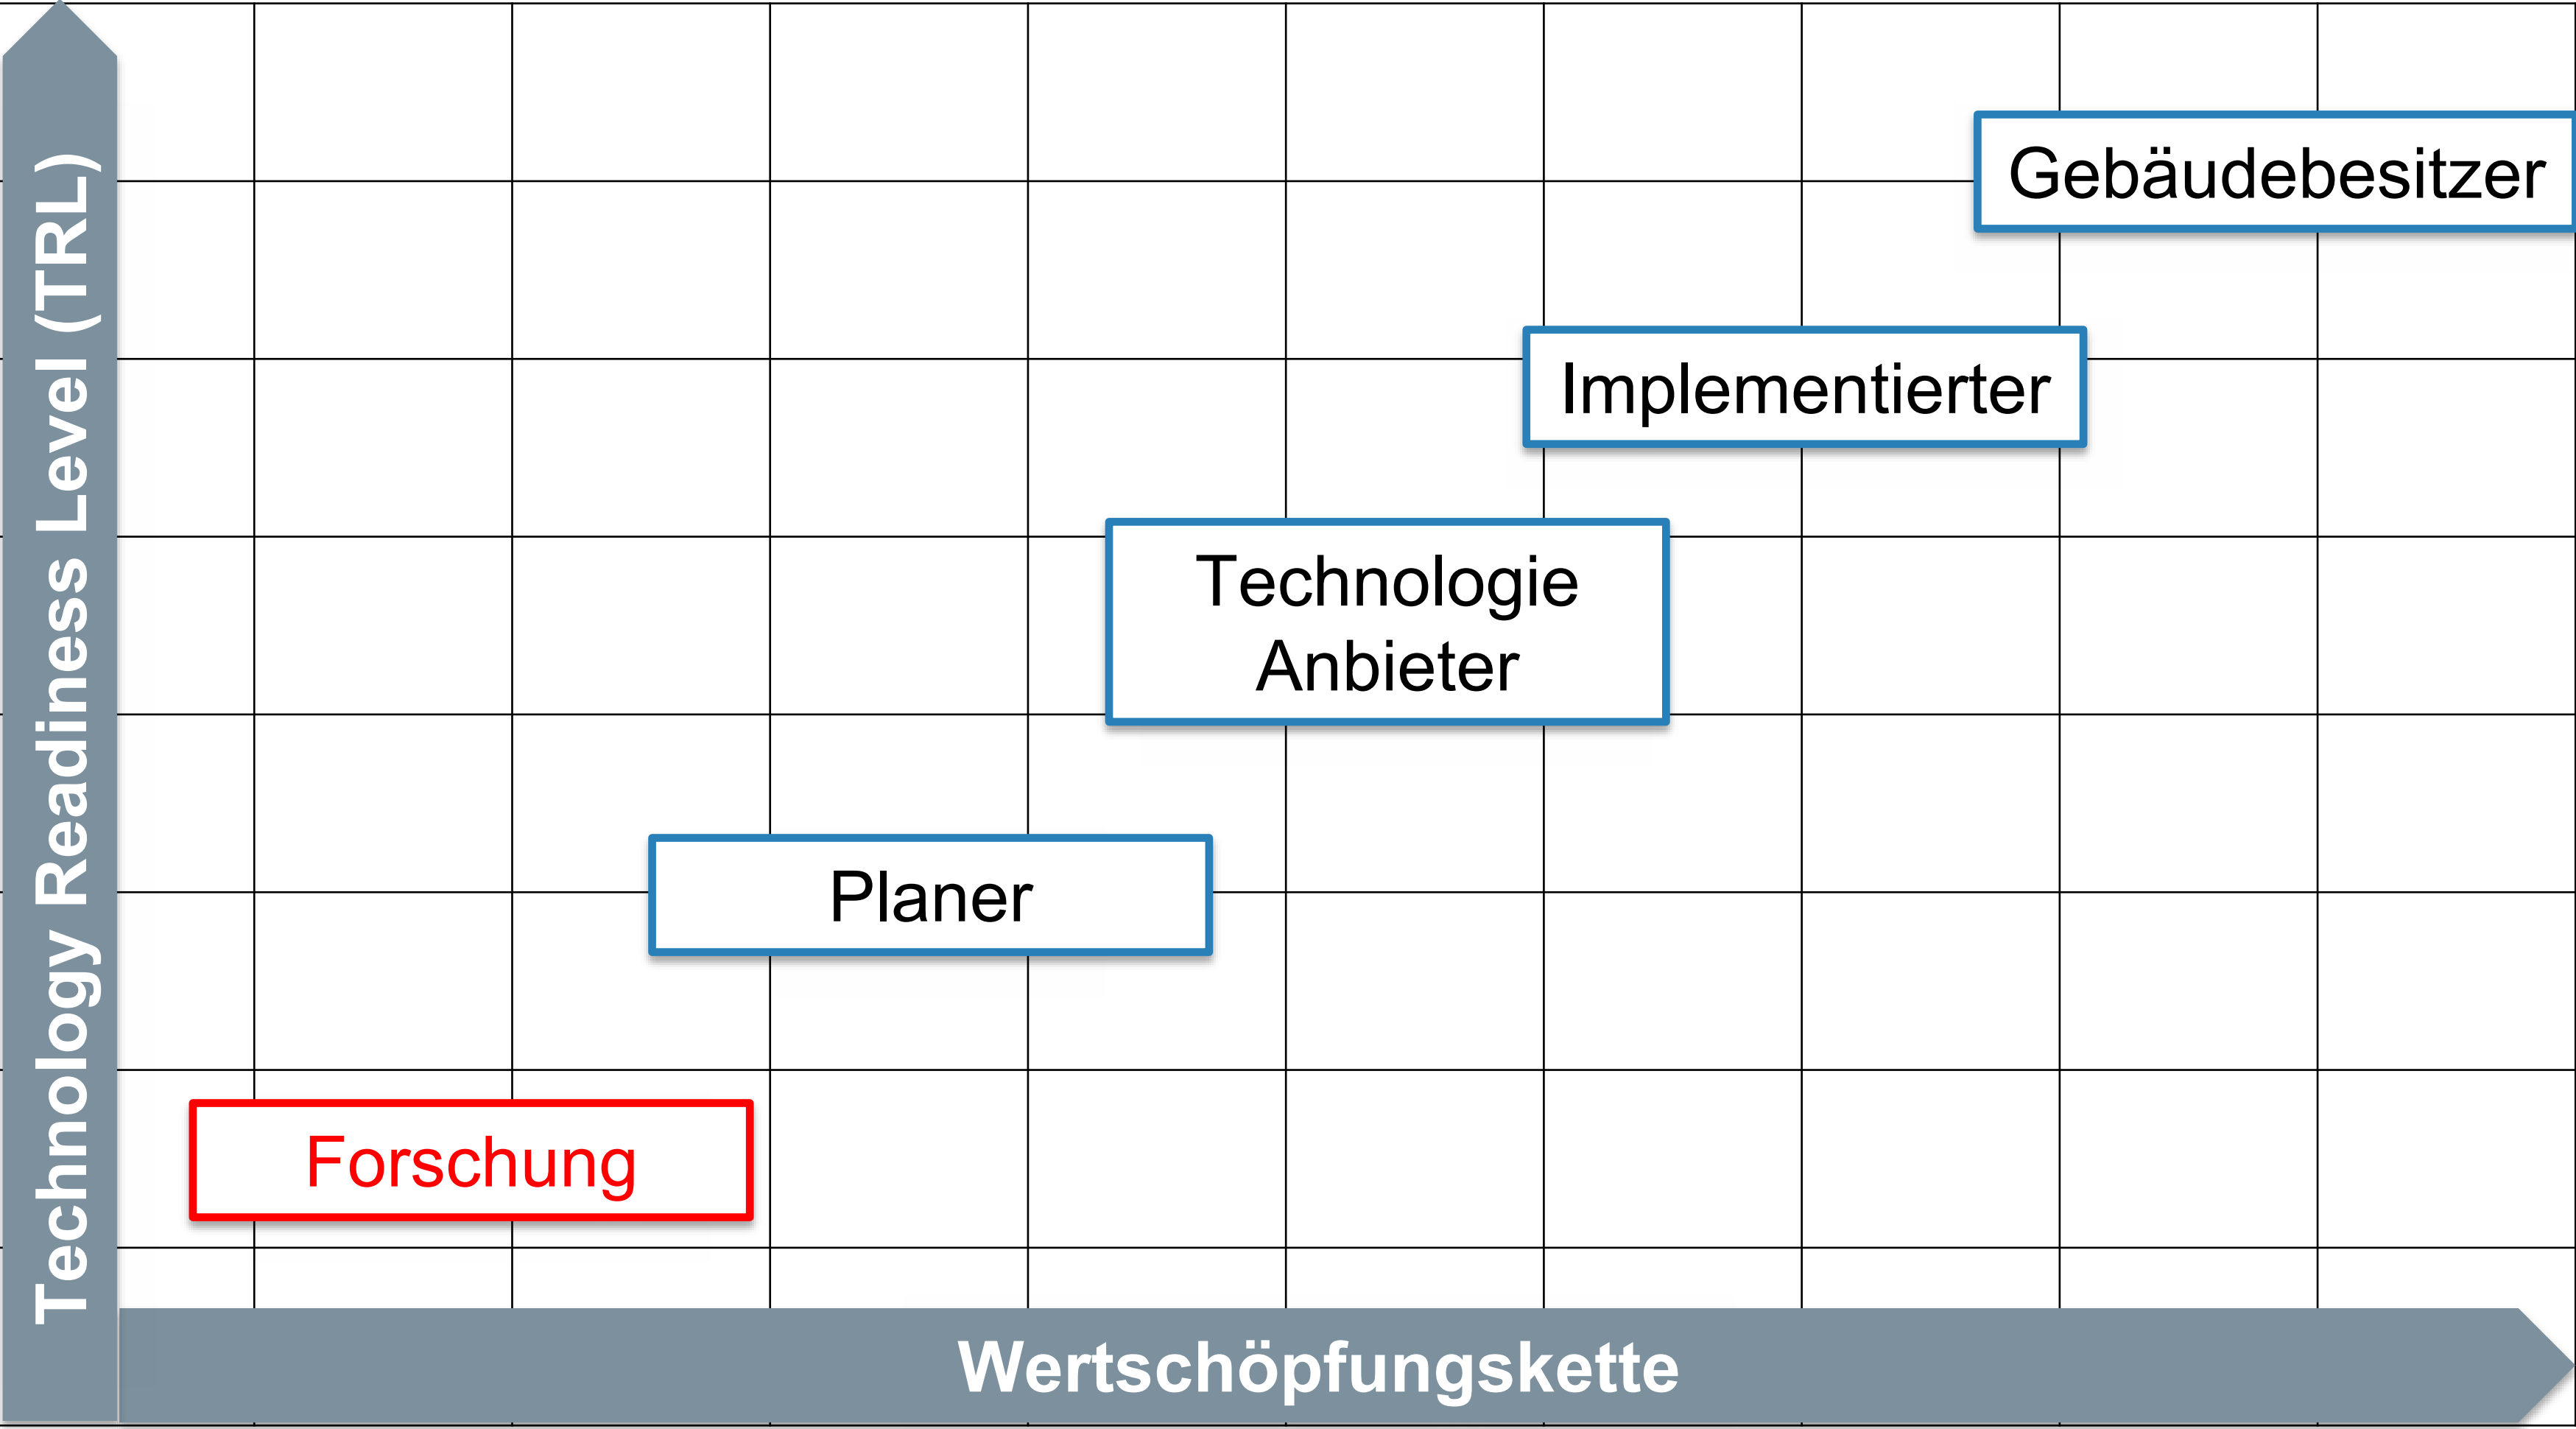 Technology Readiness Level (TRL)
Gebäudebesitzer
Implementierter
Technologie
Anbieter
Planer
Forschung
Wertschöpfungskette